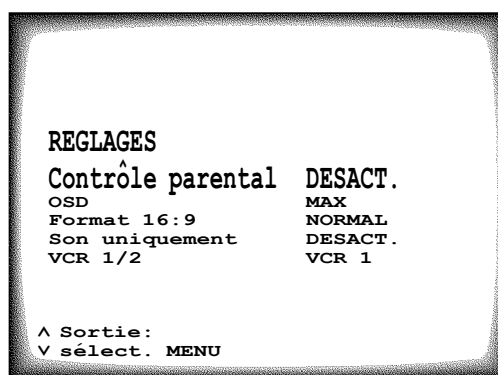 REGLAGES
Contrôle parental DESACT.
OSD MAX
Format 16:9 NORMAL
Son uniquement DESACT.
VCR 1/2 VCR 1
∧ Sortie:
∨ sélect. MENU